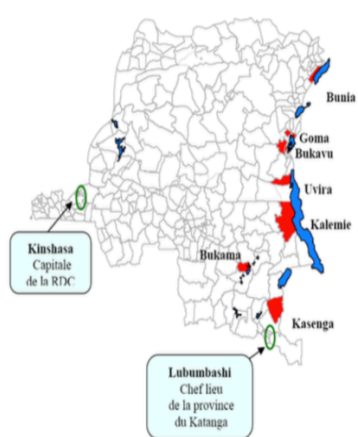 Bunia
Goma
Bukavu
Uvira
Kalemie
Bukama
Kasenga
Kinshasa
Capitale
de la RDC
Lubumbashi
Chef lieu
de la province
du Katanga